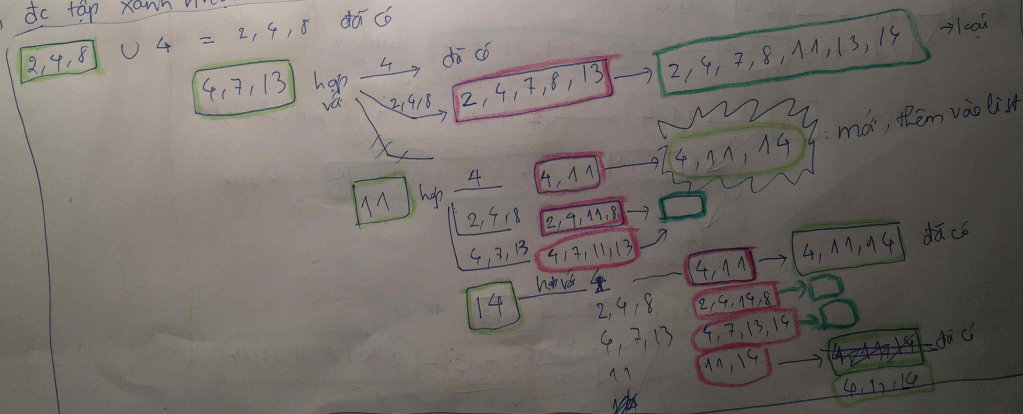 đc tập xanh
2,4,8 ∪ 4 = 2,4,8 đã có
4,7,13 hợp với 4 → đã có
2,4,8 → 2,4,7,8,13 → 2,4,7,8,11,13,14 → loại
11 hợp 4 4,11 → 4,11,14 : mới, thêm vào list
2,4,8 2,4,11,8 →
4,7,13 4,7,11,13 →
14 hợp với 4 4,11 → 4,11,14 đã có
2,4,8 2,4,14,8 →
4,7,13 4,7,13,14 →
11 11,14 → đã có
4,11,14